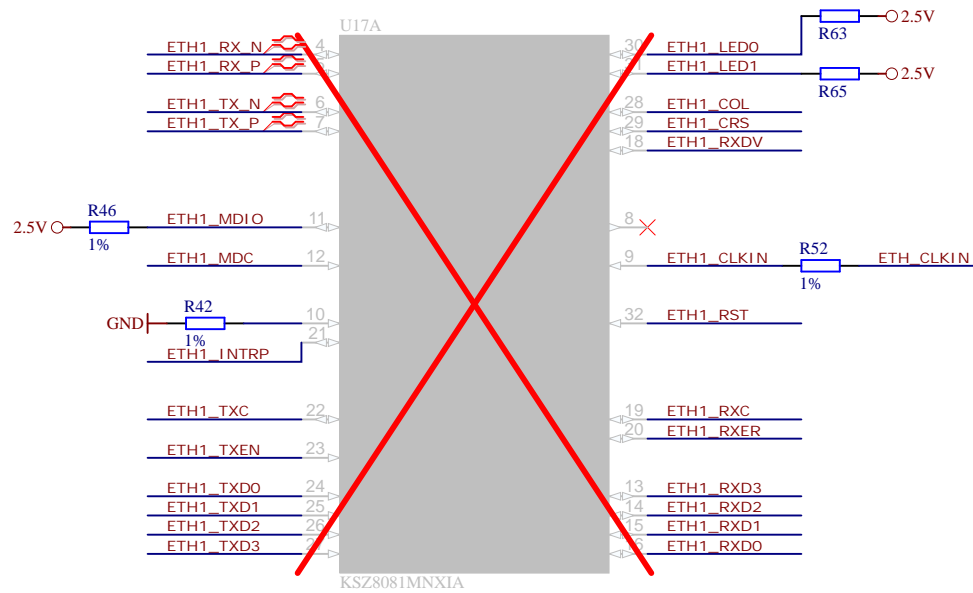 U17A
ETH1_RX_N 4 30 ETH1_LED0 R63 2.5V
ETH1_RX_P ETH1_LED1 R65 2.5V
ETH1_TX_N 6 28 ETH1_COL
ETH1_TX_P 7 29 ETH1_CRS
18 ETH1_RXDV
2.5V R46 1% ETH1_MDIO 11 8
ETH1_MDC 12 9 ETH1_CLKIN R52 1% ETH_CLKIN
GND R42 1% 10 32 ETH1_RST
ETH1_INTRP 21
ETH1_TXC 22 19 ETH1_RXC
20 ETH1_RXER
ETH1_TXEN 23
ETH1_TXD0 24 13 ETH1_RXD3
ETH1_TXD1 25 14 ETH1_RXD2
ETH1_TXD2 26 15 ETH1_RXD1
ETH1_TXD3 ETH1_RXD0
KSZ8081MNXIA